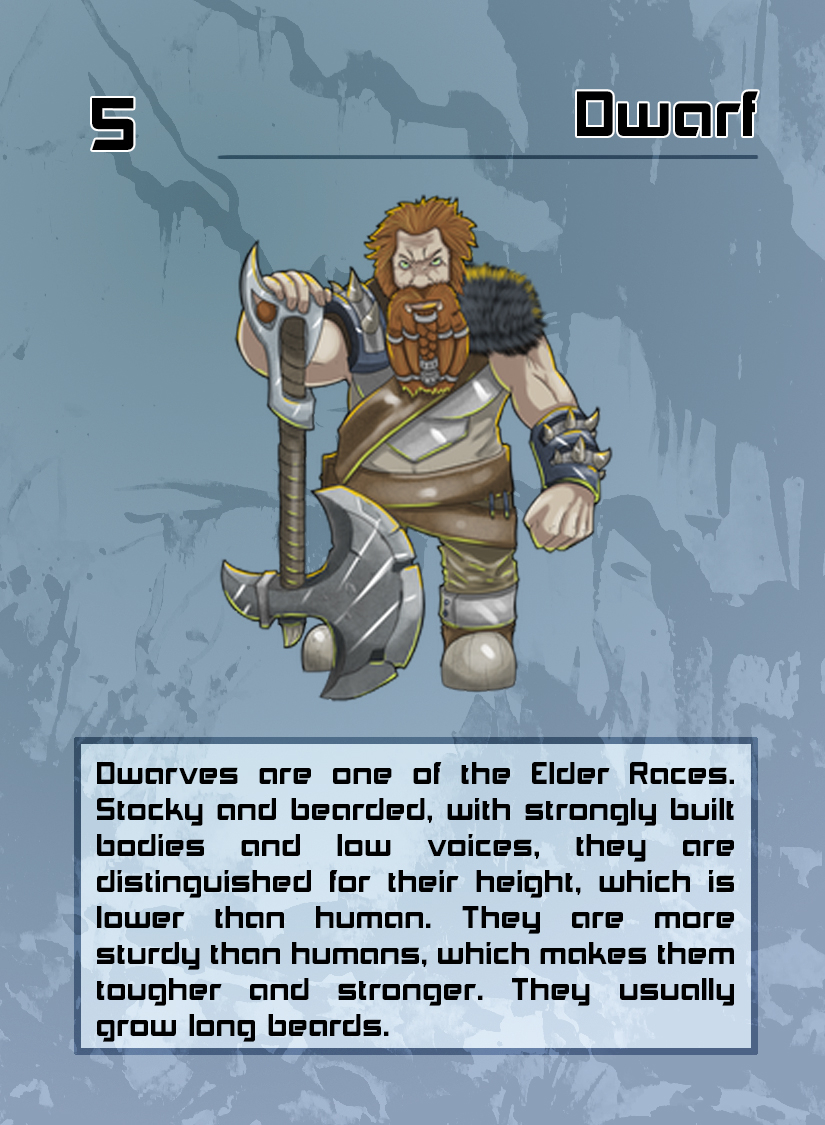 5
Dwarf
Dwarves are one of the Elder Races.
Stocky and bearded, with strongly built
bodies and low voices, they are
distinguished for their height, which is
lower than human. They are more
sturdy than humans, which makes them
tougher and stronger. They usually
grow long beards.